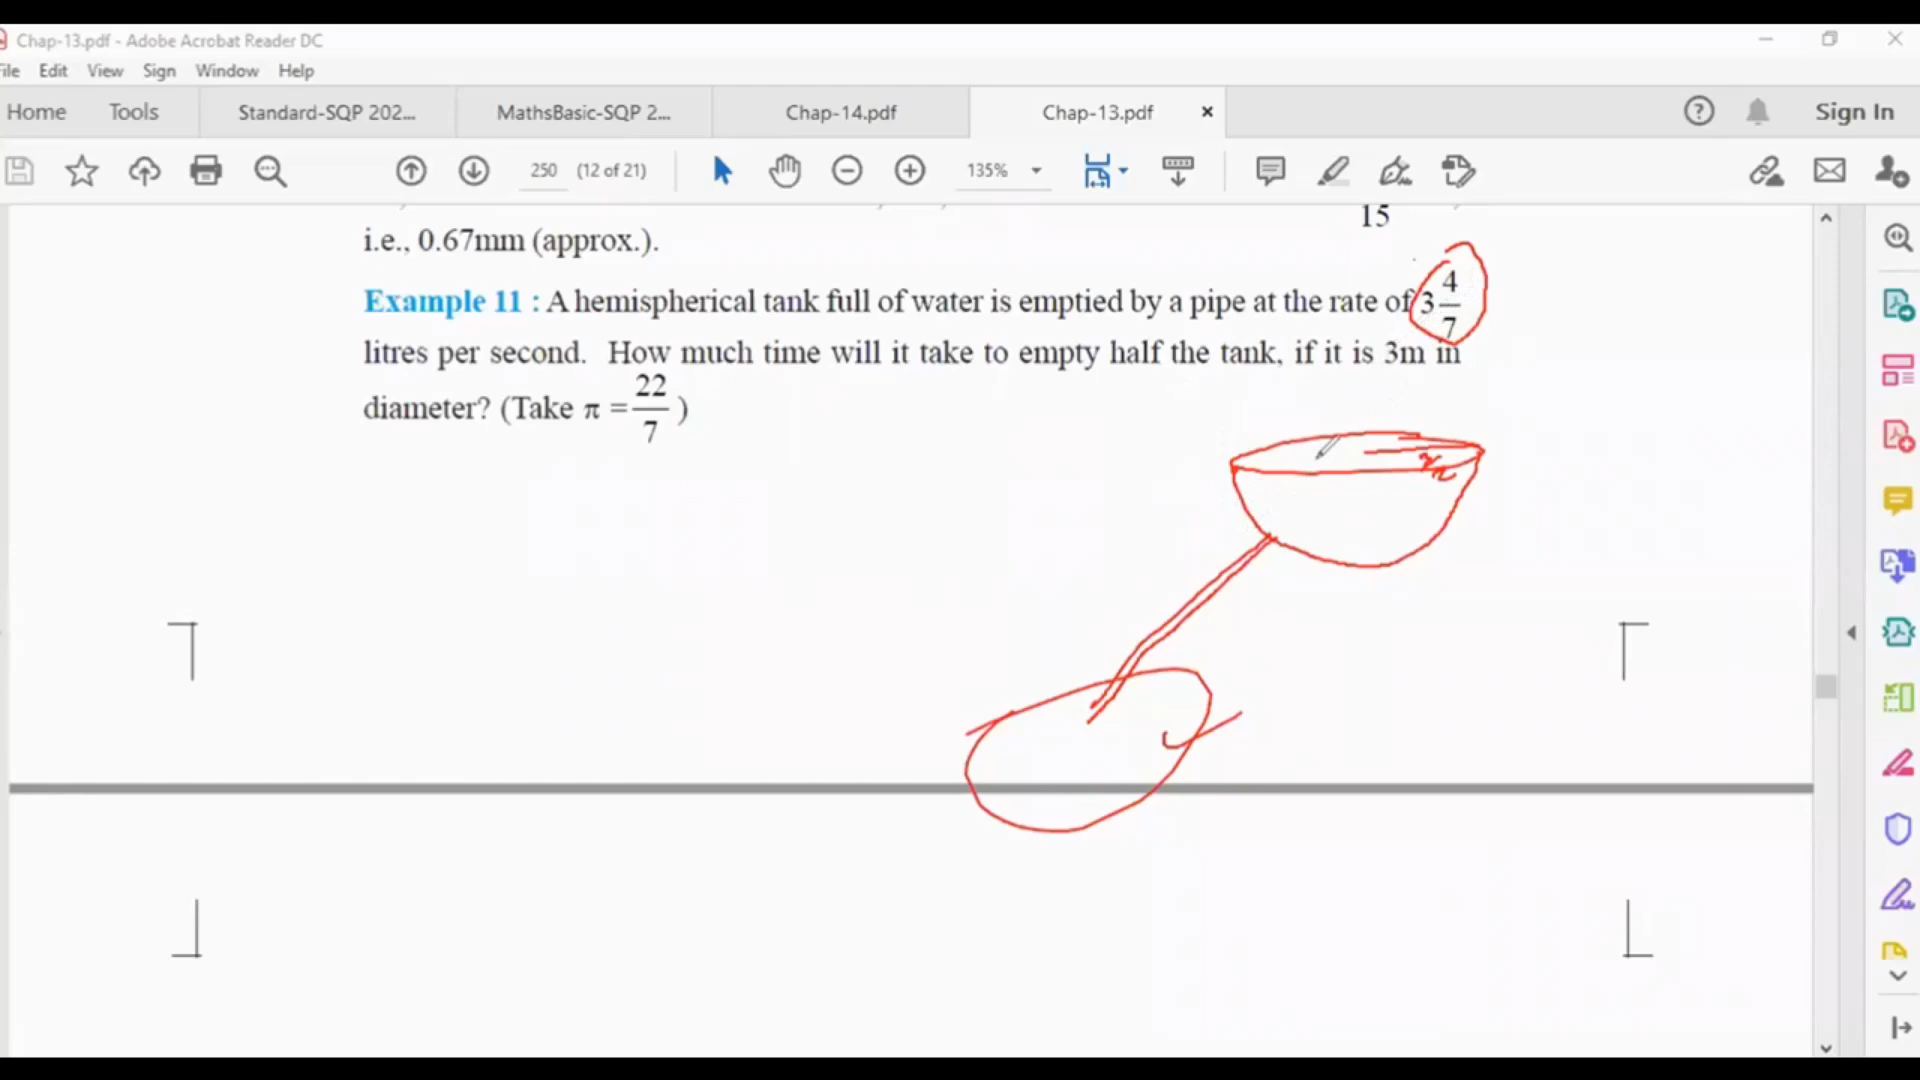 Chap-13.pdf - Adobe Acrobat Reader DC
File Edit View Sign Window Help
Home Tools Standard-SQP 202... MathsBasic-SQP 2... Chap-14.pdf Chap-13.pdf × ? Sign In
250 (12 of 21) 135%
15
i.e., 0.67mm (approx.).
Example 11 : A hemispherical tank full of water is emptied by a pipe at the rate of 3 4/7
litres per second. How much time will it take to empty half the tank, if it is 3m in
diameter? (Take π = 22/7 )